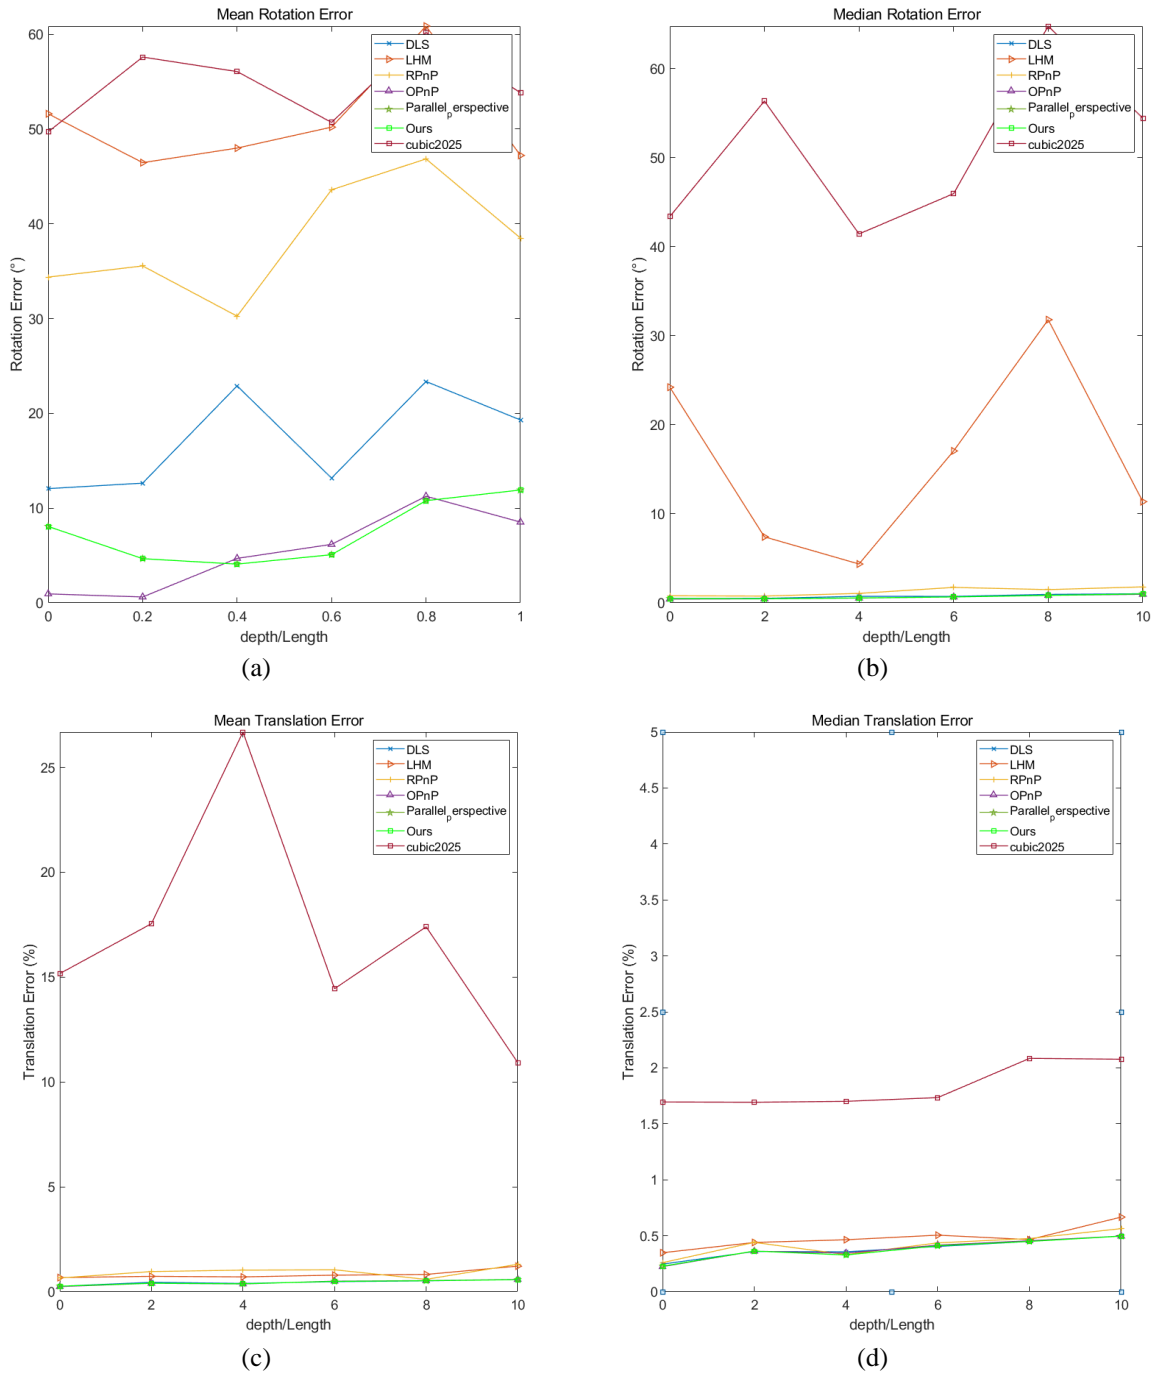 Mean Rotation Error
60
50
40
30
20
10
0
Rotation Error (°)
0 0.2 0.4 0.6 0.8 1
depth/Length
DLS
LHM
RPnP
OPnP
Parallel_perspective
Ours
cubic2025
(a)
Median Rotation Error
60
50
40
30
20
10
0
Rotation Error (°)
0 2 4 6 8 10
depth/Length
DLS
LHM
RPnP
OPnP
Parallel_perspective
Ours
cubic2025
(b)
Mean Translation Error
25
20
15
10
5
0
Translation Error (%)
0 2 4 6 8 10
depth/Length
DLS
LHM
RPnP
OPnP
Parallel_perspective
Ours
cubic2025
(c)
Median Translation Error
5
4.5
4
3.5
3
2.5
2
1.5
1
0.5
0
Translation Error (%)
0 2 4 6 8 10
depth/Length
DLS
LHM
RPnP
OPnP
Parallel_perspective
Ours
cubic2025
(d)